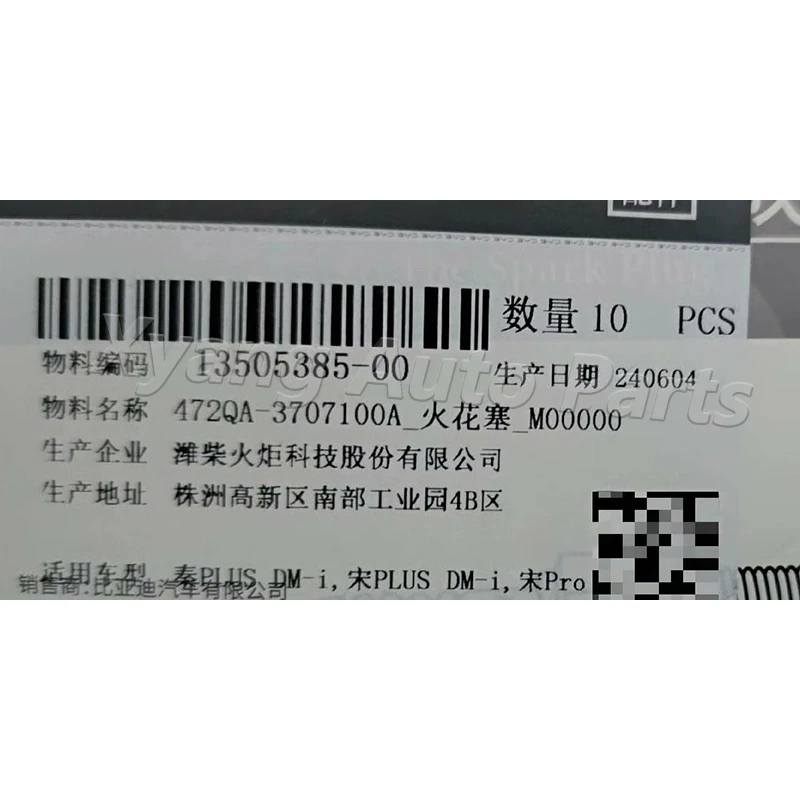 The Spark Plug
数量 10 PCS
物料编码 13505385-00
生产日期 240604
Yyang Auto Parts
物料名称 472QA-3707100A_火花塞_M00000
生产企业 潍柴火炬科技股份有限公司
生产地址 株洲高新区南部工业园4B区
适用车型 秦PLUS DM-i,宋PLUS DM-i,宋Pro
销售商:比亚迪汽车有限公司